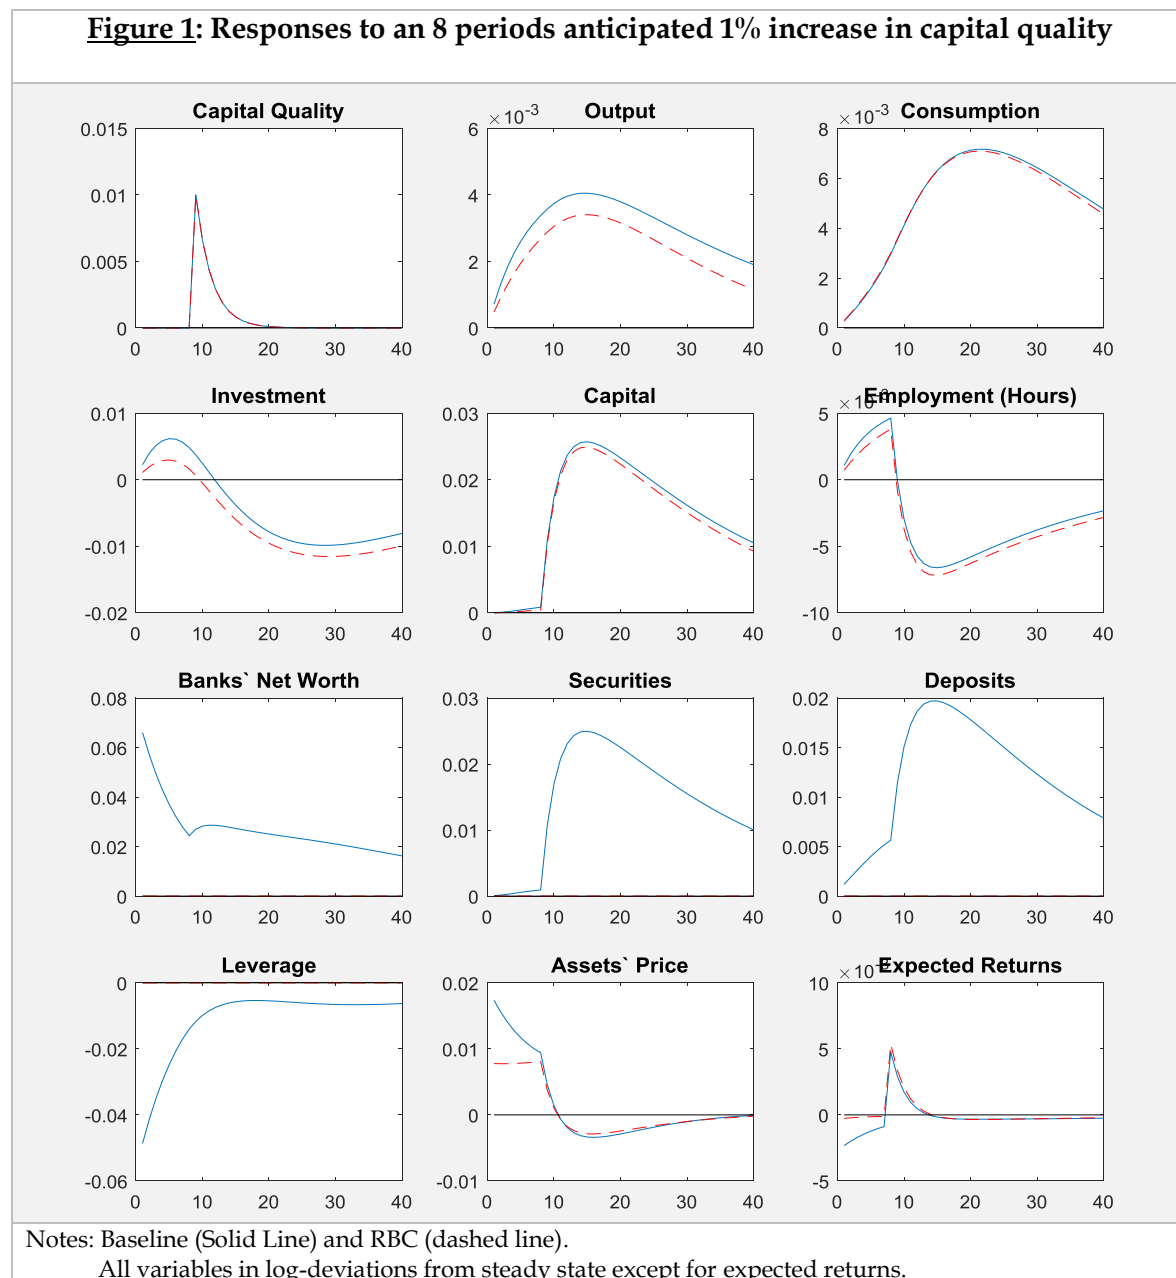 Figure 1: Responses to an 8 periods anticipated 1% increase in capital quality
Capital Quality
0.015
0.01
0.005
0
0 10 20 30 40
Output
×10-3
6
4
2
0
0 10 20 30 40
Consumption
×10-3
8
6
4
2
0
0 10 20 30 40
Investment
0.01
0
-0.01
-0.02
0 10 20 30 40
Capital
0.03
0.02
0.01
0
0 10 20 30 40
Employment (Hours)
5
0
-5
-10
0 10 20 30 40
Banks` Net Worth
0.08
0.06
0.04
0.02
0
0 10 20 30 40
Securities
0.03
0.02
0.01
0
0 10 20 30 40
Deposits
0.02
0.015
0.01
0.005
0
0 10 20 30 40
Leverage
0
-0.02
-0.04
-0.06
0 10 20 30 40
Assets` Price
0.02
0.01
0
-0.01
0 10 20 30 40
Expected Returns
10
5
0
-5
0 10 20 30 40
Notes: Baseline (Solid Line) and RBC (dashed line).
All variables in log-deviations from steady state except for expected returns.